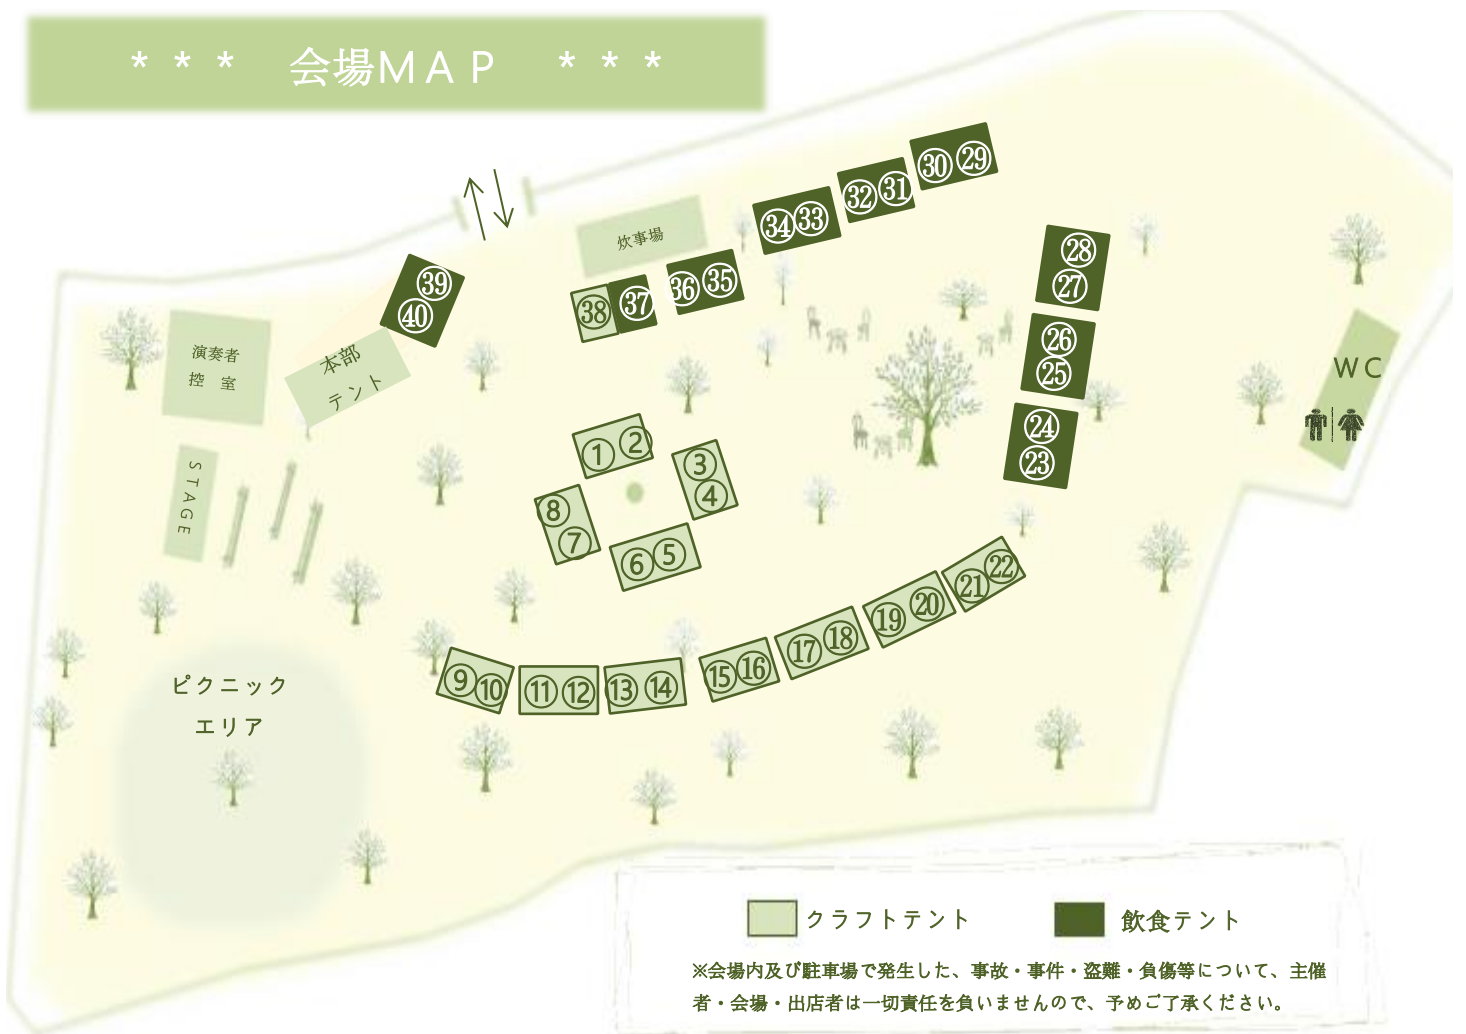 ＊＊＊　会場ＭＡＰ　＊＊＊
㉚㉙
㉜㉛
㉞㉝
炊事場
㊱㉟
㊳㊲
㊴
㊵
㉘
㉗
㉖
㉕
㉔
㉓
演奏者
控　室
本部
テント
ＷＣ
STAGE
①②
③
④
⑧
⑦
⑥⑤
㉑㉒
⑲⑳
⑰⑱
⑮⑯
⑬⑭
⑪⑫
⑨⑩
ピクニック
エリア
クラフトテント
飲食テント
※会場内及び駐車場で発生した、事故・事件・盗難・負傷等について、主催
者・会場・出店者は一切責任を負いませんので、予めご了承ください。